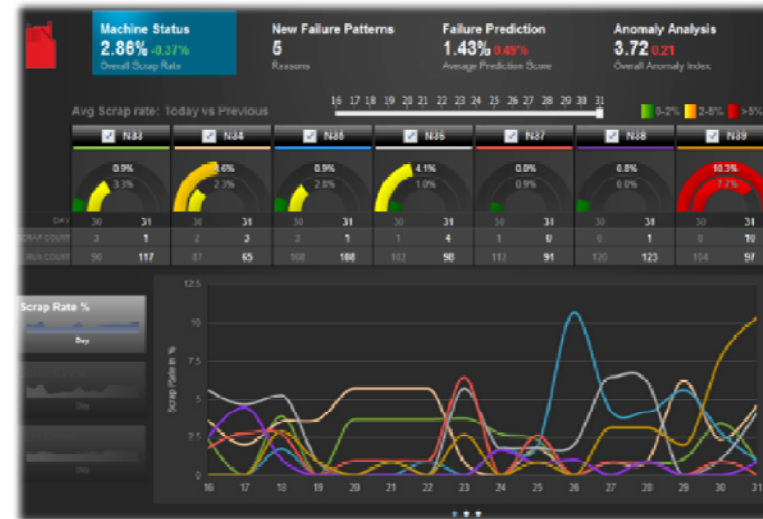 Machine Status
2.86% -0.37%
Overall Scrap Rate
New Failure Patterns
5
Reasons
Failure Prediction
1.43% 0.49%
Average Prediction Score
Anomaly Analysis
3.72 0.21
Overall Anomaly Index
Avg Scrap rate: Today vs Previous
16 17 18 19 20 21 22 23 24 25 26 27 28 29 30 31
0-2% 2-5% >5%
N33 N34 N35 N36 N37 N38 N39
0.9% 4.6% 0.9% 4.1% 0.0% 0.8% 10.3%
3.3% 2.3% 2.8% 1.0% 0.9% 0.0% 7.7%
DAY 30 31 30 31 30 31 30 31 30 31 30 31 30 31
SCRAP COUNT 3 1 2 3 3 1 1 4 1 0 0 1 8 10
RUN COUNT 90 117 87 65 108 108 102 98 112 91 120 123 104 97
Scrap Rate %
Day
Day
Day
Scrap Rate in %
12.5
10
7.5
5
2.5
0
16 17 18 19 20 21 22 23 24 25 26 27 28 29 30 31